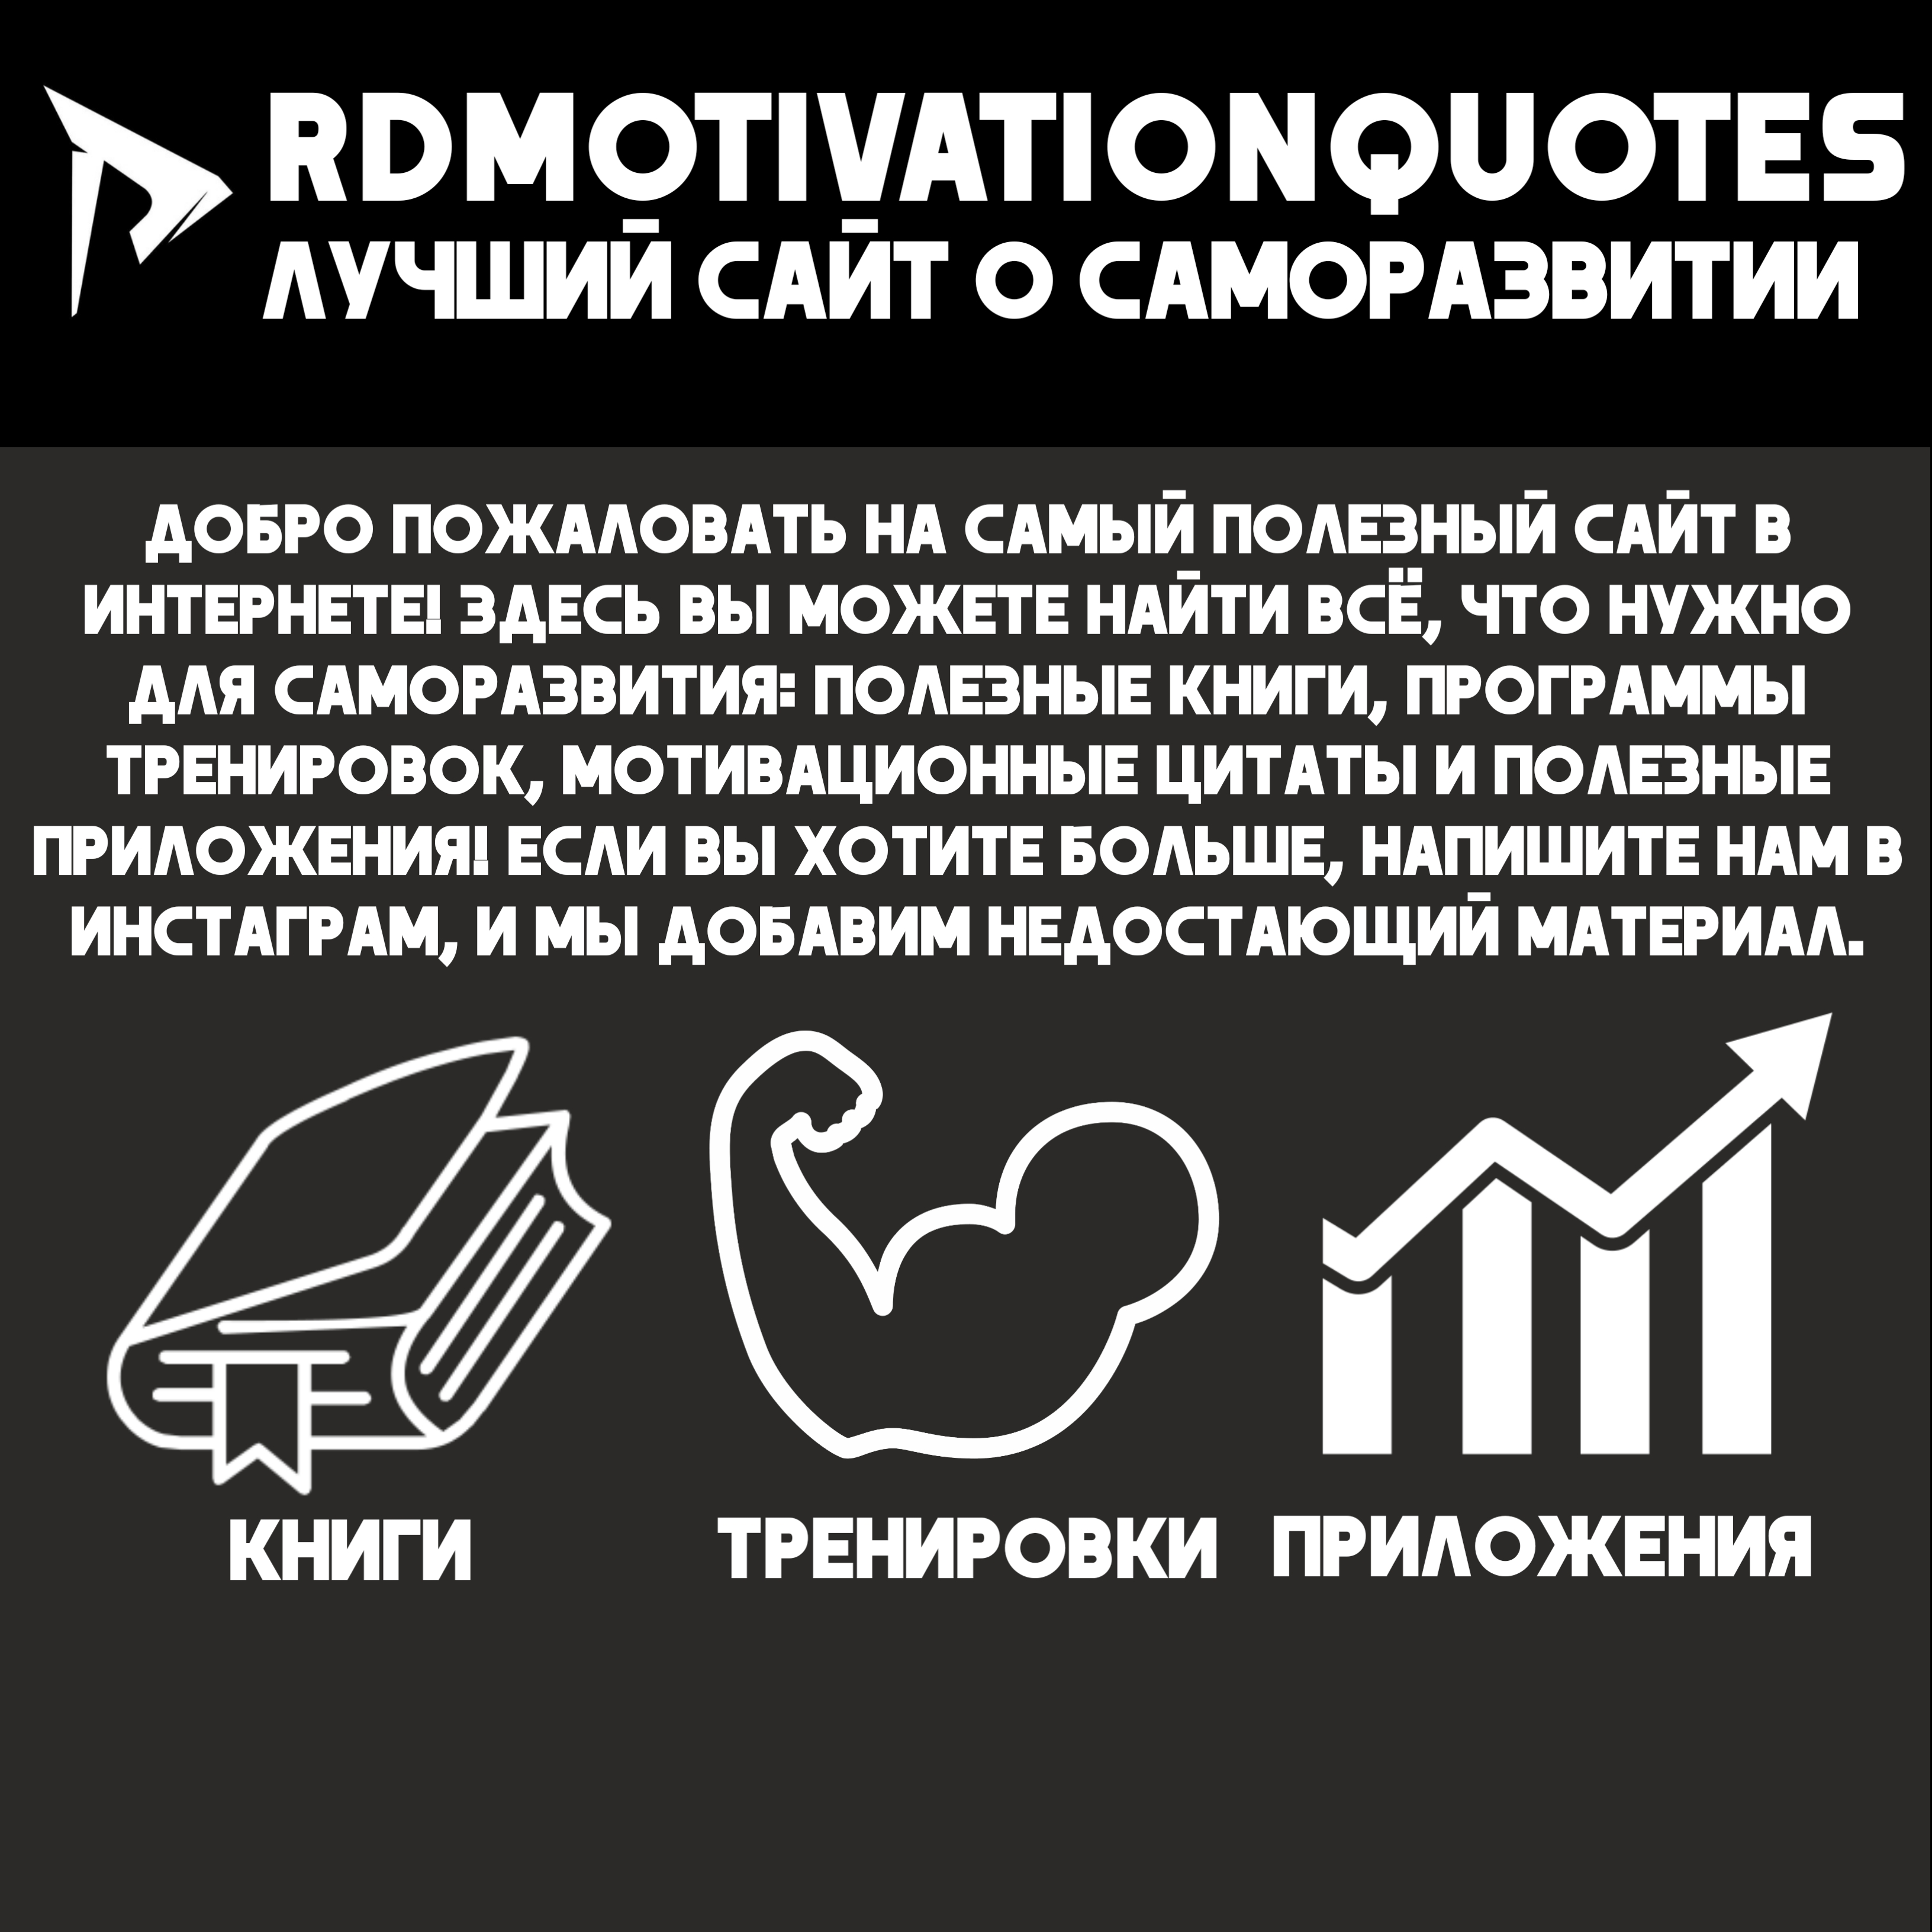 RDMOTIVATIONQUOTES
ЛУЧШИЙ САЙТ О САМОРАЗВИТИИ
ДОБРО ПОЖАЛОВАТЬ НА САМЫЙ ПОЛЕЗНЫЙ САЙТ В
ИНТЕРНЕТЕ! ЗДЕСЬ ВЫ МОЖЕТЕ НАЙТИ ВСЁ, ЧТО НУЖНО
ДЛЯ САМОРАЗВИТИЯ: ПОЛЕЗНЫЕ КНИГИ, ПРОГРАММЫ
ТРЕНИРОВОК, МОТИВАЦИОННЫЕ ЦИТАТЫ И ПОЛЕЗНЫЕ
ПРИЛОЖЕНИЯ! ЕСЛИ ВЫ ХОТИТЕ БОЛЬШЕ, НАПИШИТЕ НАМ В
ИНСТАГРАМ, И МЫ ДОБАВИМ НЕДОСТАЮЩИЙ МАТЕРИАЛ.
КНИГИ
ТРЕНИРОВКИ
ПРИЛОЖЕНИЯ